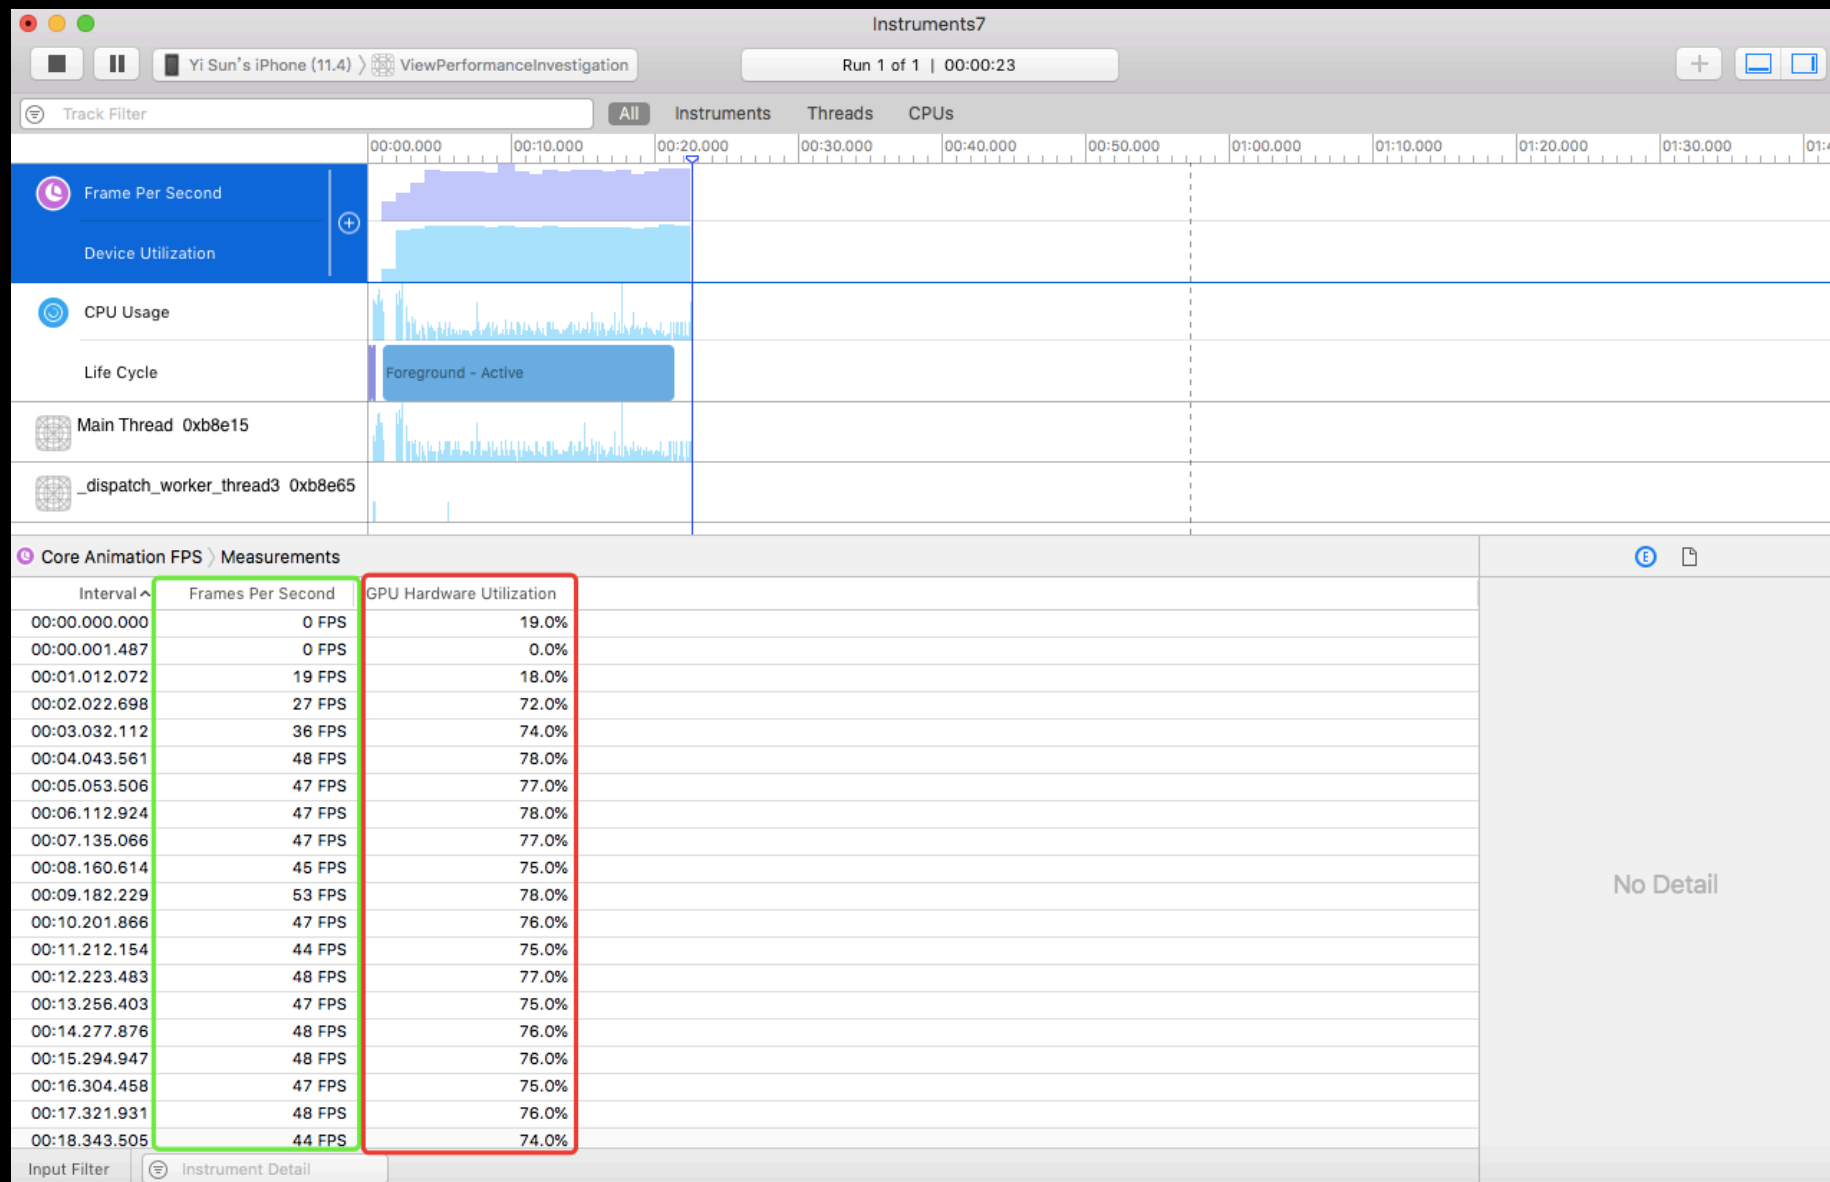 Instruments7
Yi Sun's iPhone (11.4) 〉 ViewPerformanceInvestigation
Run 1 of 1 | 00:00:23
Track Filter
All Instruments Threads CPUs
00:00.000 00:10.000 00:20.000 00:30.000 00:40.000 00:50.000 01:00.000 01:10.000 01:20.000 01:30.000
Frame Per Second
Device Utilization
CPU Usage
Life Cycle
Foreground - Active
Main Thread 0xb8e15
_dispatch_worker_thread3 0xb8e65
Core Animation FPS 〉 Measurements
E
Interval Frames Per Second GPU Hardware Utilization
00:00.000.000 0 FPS 19.0%
00:00.001.487 0 FPS 0.0%
00:01.012.072 19 FPS 18.0%
00:02.022.698 27 FPS 72.0%
00:03.032.112 36 FPS 74.0%
00:04.043.561 48 FPS 78.0%
00:05.053.506 47 FPS 77.0%
00:06.112.924 47 FPS 78.0%
00:07.135.066 47 FPS 77.0%
00:08.160.614 45 FPS 75.0%
00:09.182.229 53 FPS 78.0%
00:10.201.866 47 FPS 76.0%
00:11.212.154 44 FPS 75.0%
00:12.223.483 48 FPS 77.0%
00:13.256.403 47 FPS 75.0%
00:14.277.876 48 FPS 76.0%
00:15.294.947 48 FPS 76.0%
00:16.304.458 47 FPS 75.0%
00:17.321.931 48 FPS 76.0%
00:18.343.505 44 FPS 74.0%
No Detail
Input Filter Instrument Detail